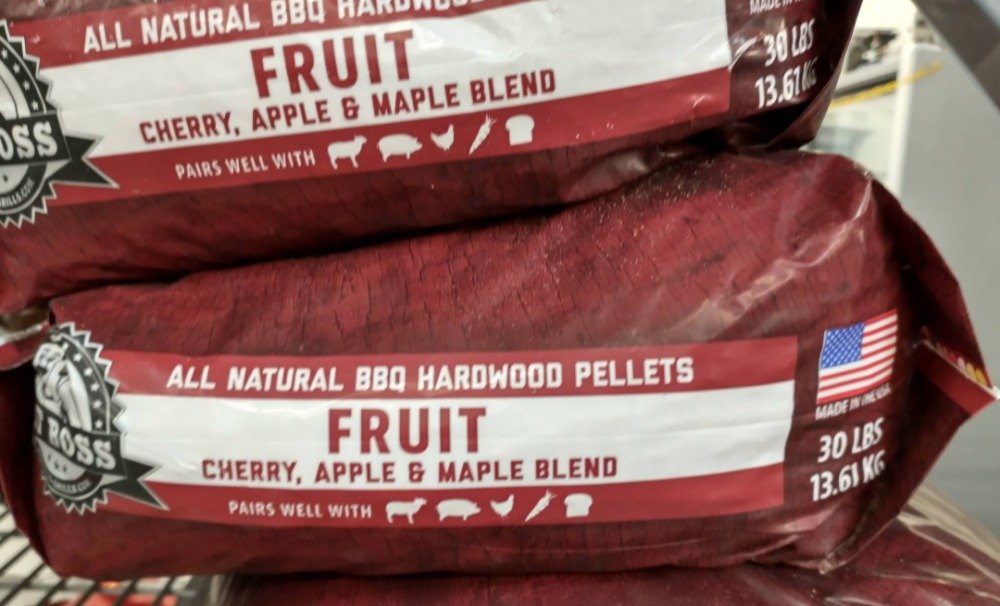 ALL NATURAL BBQ
FRUIT
CHERRY, APPLE & MAPLE BLEND
PAIRS WELL WITH
OSS
30 LBS
13.61 KG
ALL NATURAL BBQ HARDWOOD PELLETS
FRUIT
CHERRY, APPLE & MAPLE BLEND
PAIRS WELL WITH
BOSS
MADE IN THE USA
30 LBS
13.61 KG